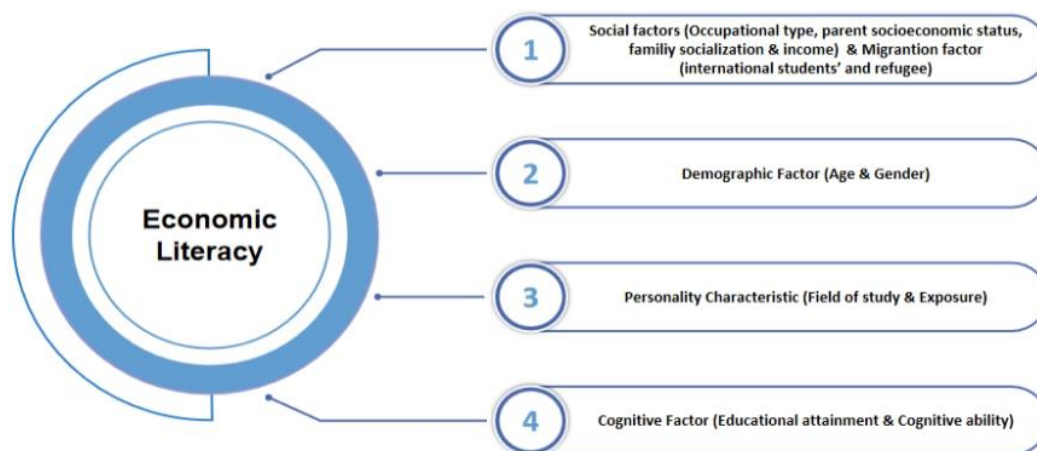 Economic
Literacy
1
Social factors (Occupational type, parent socioeconomic status,
familiy socialization & income)  & Migrantion factor
(international students’ and refugee)
2
Demographic Factor (Age & Gender)
3
Personality Characteristic (Field of study & Exposure)
4
Cognitive Factor (Educational attainment & Cognitive ability)